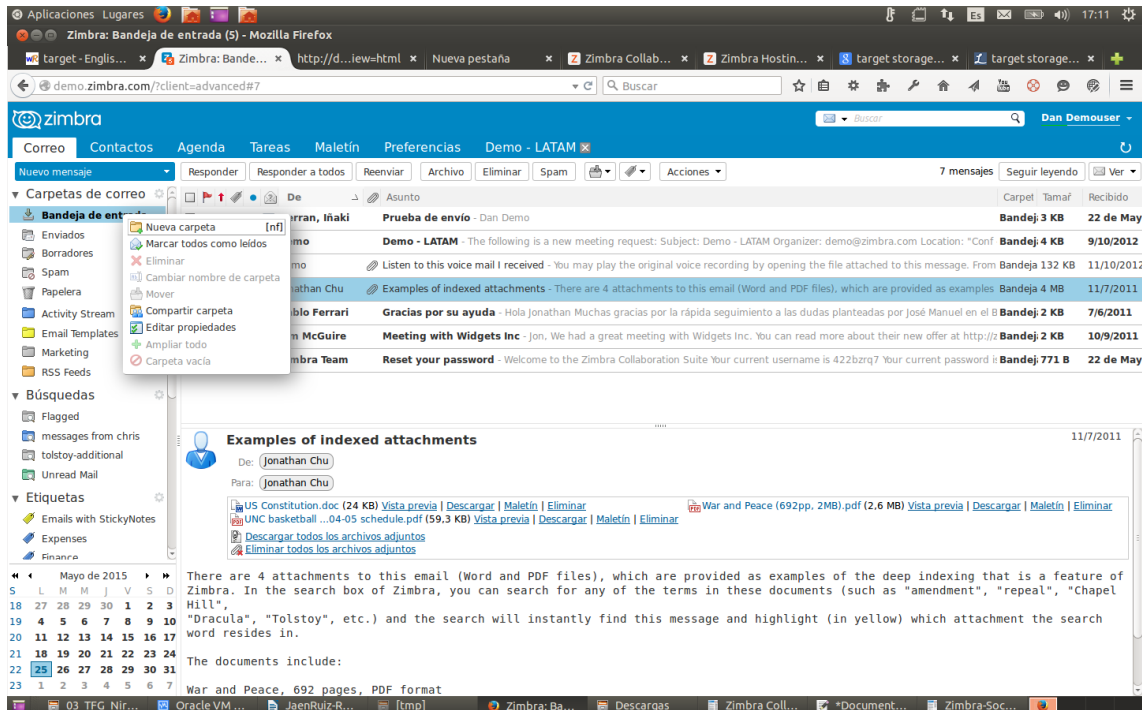 Aplicaciones Lugares
Es
17:11
Zimbra: Bandeja de entrada (5) - Mozilla Firefox
target - Englis...
Zimbra: Bande...
http://d...iew=html
Nueva pestaña
Zimbra Collab...
Zimbra Hostin...
target storage...
target storage...
demo.zimbra.com/?client=advanced#7
Buscar
zimbra
Buscar
Dan Demouser
Correo
Contactos
Agenda
Tareas
Maletín
Preferencias
Demo - LATAM
Nuevo mensaje
Responder
Responder a todos
Reenviar
Archivo
Eliminar
Spam
Acciones
7 mensajes
Seguir leyendo
Ver
Carpetas de correo
De
Asunto
Carpet
Tamañ
Recibido
Bandeja de entrada
Enviados
Borradores
Spam
Papelera
Activity Stream
Email Templates
Marketing
RSS Feeds
Nueva carpeta [nf]
Marcar todos como leídos
Eliminar
Cambiar nombre de carpeta
Mover
Compartir carpeta
Editar propiedades
Ampliar todo
Carpeta vacía
erran, Iñaki Prueba de envío - Dan Demo Bandeja 3 KB 22 de May
mo Demo - LATAM - The following is a new meeting request: Subject: Demo - LATAM Organizer: demo@zimbra.com Location: "Conf Bandeja 4 KB 9/10/2012
mo Listen to this voice mail I received - You may play the original voice recording by opening the file attached to this message. From Bandeja 132 KB 11/10/2012
nathan Chu Examples of indexed attachments - There are 4 attachments to this email (Word and PDF files), which are provided as examples Bandeja 4 MB 11/7/2011
blo Ferrari Gracias por su ayuda - Hola Jonathan Muchas gracias por la rápida seguimiento a las dudas planteadas por José Manuel en el B Bandeja 2 KB 7/6/2011
m McGuire Meeting with Widgets Inc - Jon, We had a great meeting with Widgets Inc. You can read more about their new offer at http://z Bandeja 2 KB 10/9/2011
mbra Team Reset your password - Welcome to the Zimbra Collaboration Suite Your current username is 422bzrq7 Your current password is Bandeja 771 B 22 de May
Búsquedas
Flagged
messages from chris
tolstoy-additional
Unread Mail
Etiquetas
Emails with StickyNotes
Expenses
Finance
Examples of indexed attachments
11/7/2011
De: Jonathan Chu
Para: Jonathan Chu
US Constitution.doc (24 KB) Vista previa | Descargar | Maletín | Eliminar
War and Peace (692pp, 2MB).pdf (2,6 MB) Vista previa | Descargar | Maletín | Eliminar
UNC basketball ...04-05 schedule.pdf (59,3 KB) Vista previa | Descargar | Maletín | Eliminar
Descargar todos los archivos adjuntos
Eliminar todos los archivos adjuntos
There are 4 attachments to this email (Word and PDF files), which are provided as examples of the deep indexing that is a feature of
Zimbra. In the search box of Zimbra, you can search for any of the terms in these documents (such as "amendment", "repeal", "Chapel
Hill",
"Dracula", "Tolstoy", etc.) and the search will instantly find this message and highlight (in yellow) which attachment the search
word resides in.
The documents include:
War and Peace, 692 pages, PDF format
Mayo de 2015
S L M M J V S D
18 27 28 29 30 1 2 3
19 4 5 6 7 8 9 10
20 11 12 13 14 15 16 17
21 18 19 20 21 22 23 24
22 25 26 27 28 29 30 31
23 1 2 3 4 5 6 7
03_TFG_Nir...
Oracle VM ...
JaenRuiz-R...
[tmp]
Zimbra: Ba...
Descargas
Zimbra Coll...
*Document...
Zimbra-Soc...